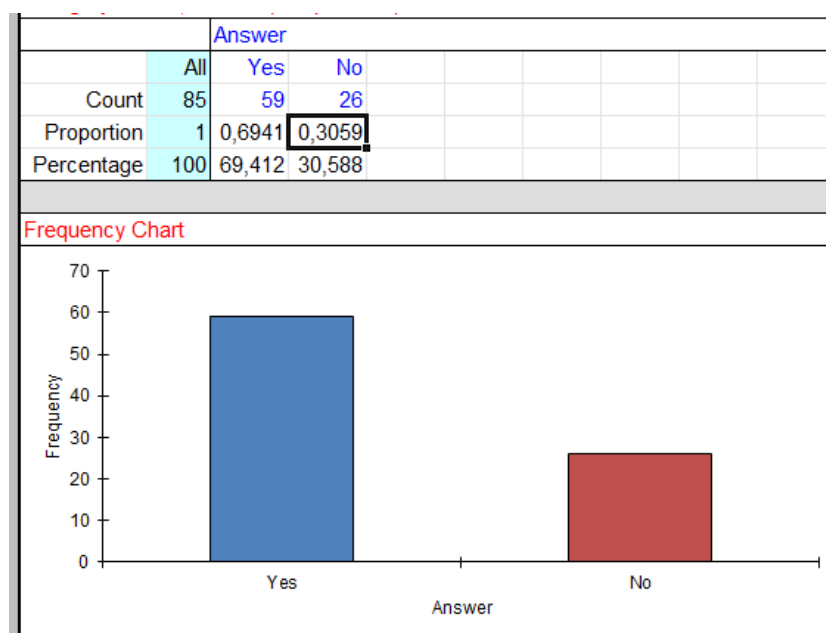 Answer
All Yes No
Count 85 59 26
Proportion 1 0,6941 0,3059
Percentage 100 69,412 30,588
Frequency Chart
70
60
50
40
30
20
10
0
Frequency
Yes No
Answer